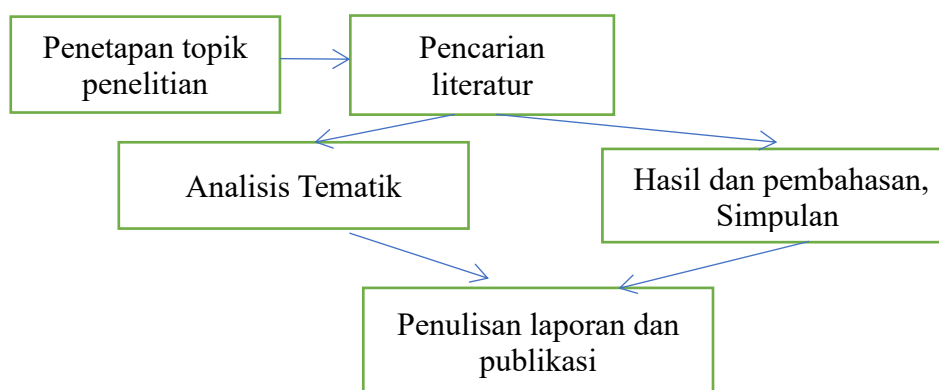 Penetapan topik
penelitian
Pencarian
literatur
Analisis Tematik
Hasil dan pembahasan,
Simpulan
Penulisan laporan dan
publikasi